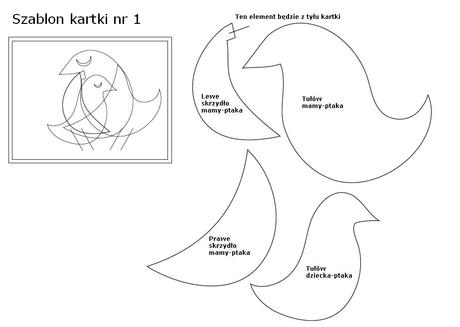 Szablon kartki nr 1
Ten element będzie z tyłu kartki
Lewe
skrzydło
mamy-ptaka
Tułów
mamy-ptaka
Prawe
skrzydło
mamy-ptaka
Tułów
dziecka-ptaka